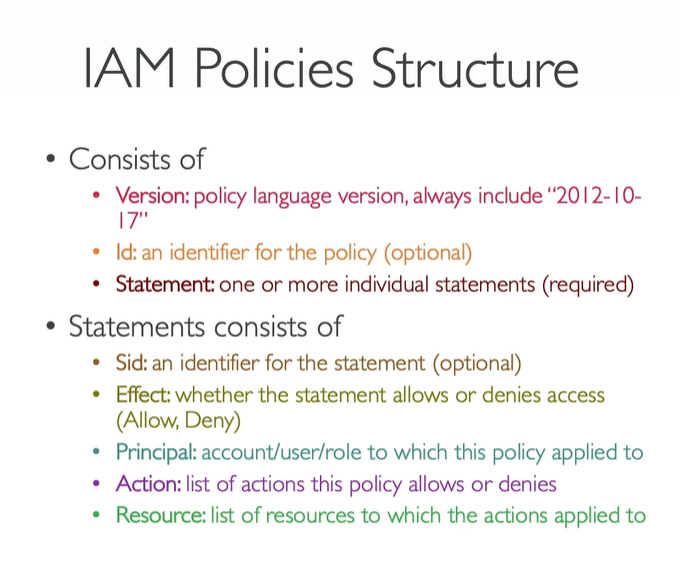 IAM Policies Structure
• Consists of
• Version: policy language version, always include “2012-10-
17”
• Id: an identifier for the policy (optional)
• Statement: one or more individual statements (required)
• Statements consists of
• Sid: an identifier for the statement (optional)
• Effect: whether the statement allows or denies access
(Allow, Deny)
• Principal: account/user/role to which this policy applied to
• Action: list of actions this policy allows or denies
• Resource: list of resources to which the actions applied to